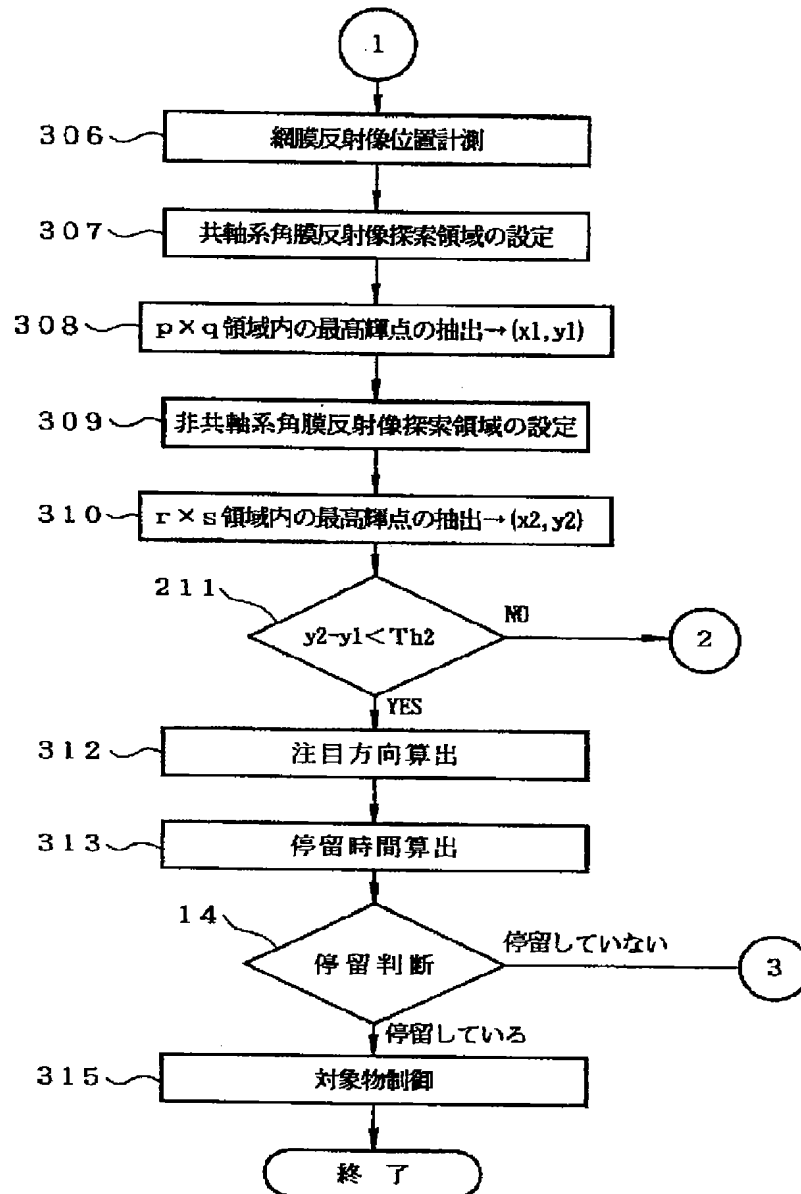 1
306
網膜反射像位置計測
307
共軸系角膜反射像探索領域の設定
308
p×q領域内の最高輝点の抽出→(x1,y1)
309
非共軸系角膜反射像探索領域の設定
310
r×s領域内の最高輝点の抽出→(x2,y2)
211
y2-y1<Th2
NO
2
YES
312
注目方向算出
313
停留時間算出
14
停留判断
停留していない
3
停留している
315
対象物制御
終了